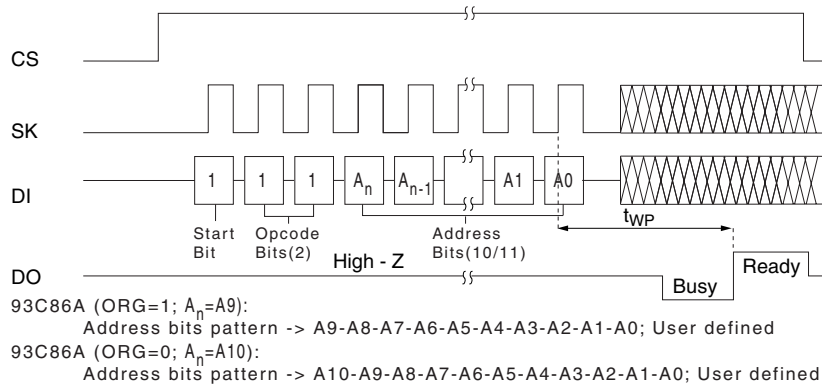 CS
SK
DI
1 1 1 An An-1 A1 A0
Start Bit
Opcode Bits(2)
Address Bits(10/11)
tWP
High - Z
DO
Busy
Ready
93C86A (ORG=1; An=A9):
Address bits pattern -> A9-A8-A7-A6-A5-A4-A3-A2-A1-A0; User defined
93C86A (ORG=0; An=A10):
Address bits pattern -> A10-A9-A8-A7-A6-A5-A4-A3-A2-A1-A0; User defined